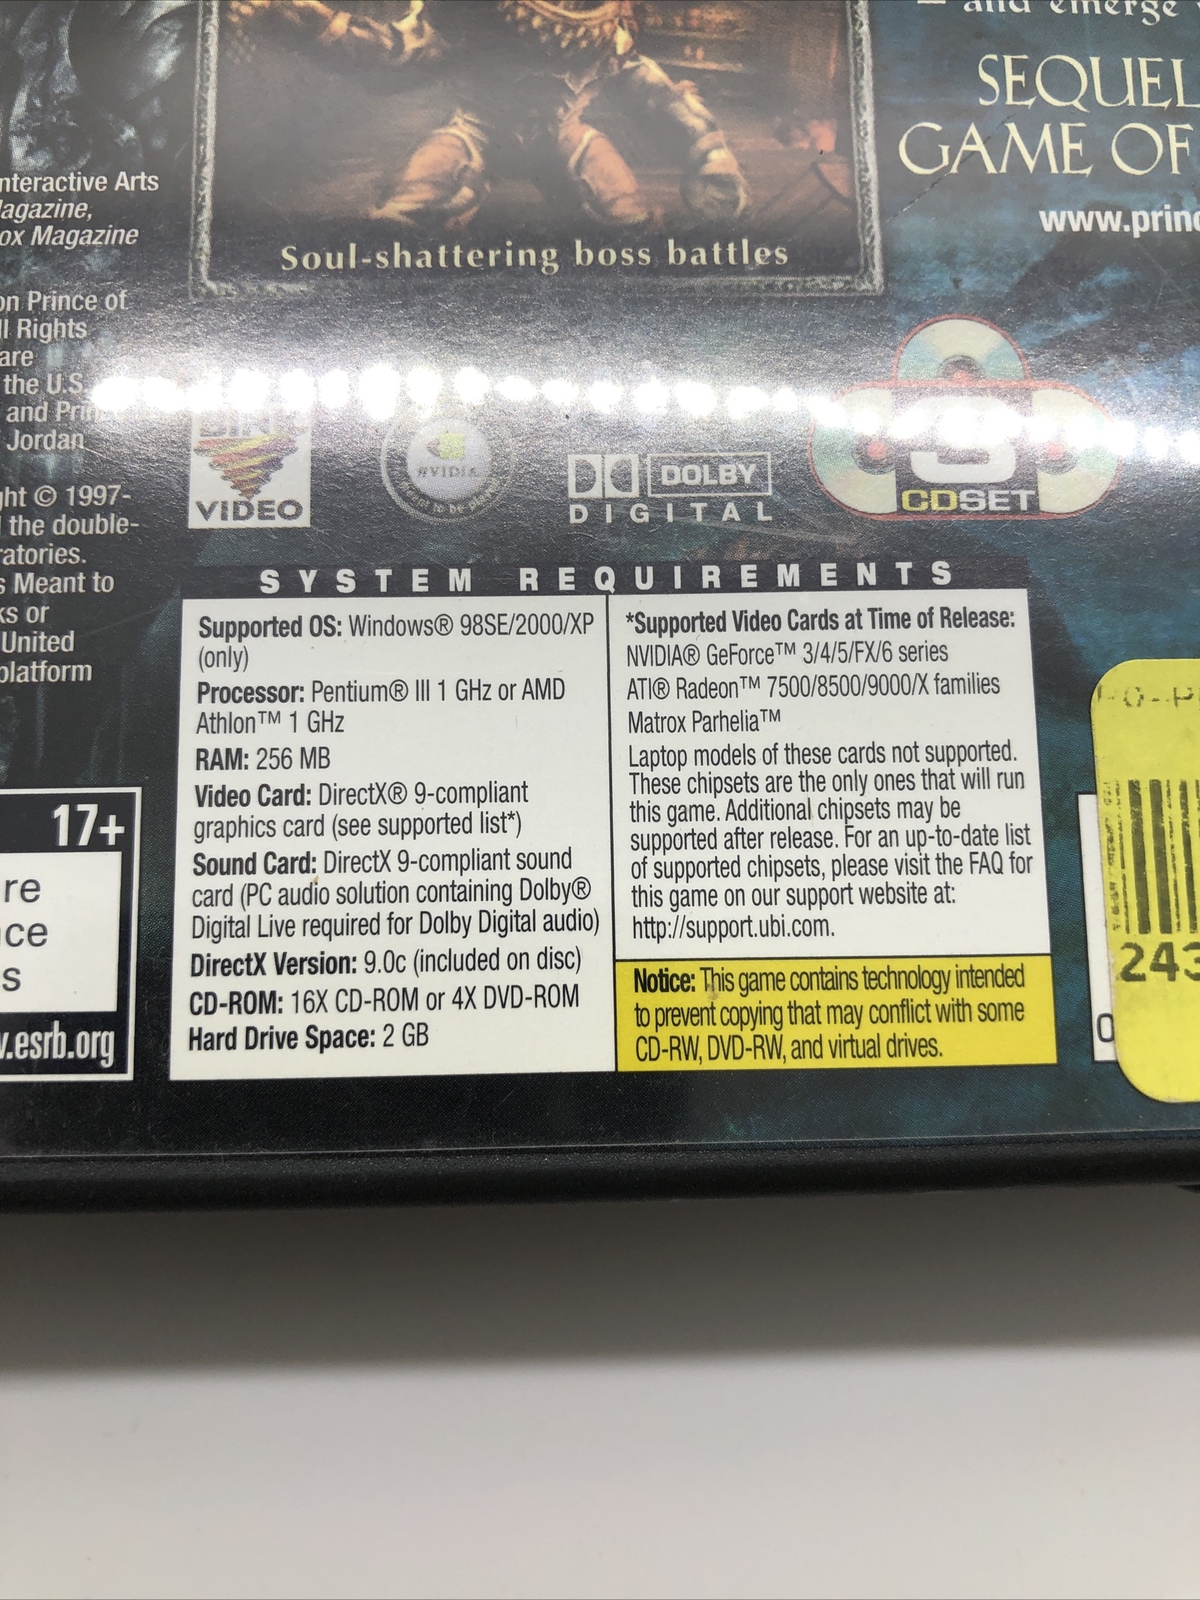 — and emerge
SEQUEL
GAME OF
www.prin
Interactive Arts
Magazine,
ox Magazine
Soul-shattering boss battles
on Prince of
ll Rights
are
the U.S.
and Prin
Jordan
ht © 1997-
the double-
ratories.
s Meant to
ks or
United
platform
VIDEO
NVIDIA
DOLBY
DIGITAL
3
CDSET
SYSTEM REQUIREMENTS
Supported OS: Windows® 98SE/2000/XP
(only)
Processor: Pentium® III 1 GHz or AMD
Athlon™ 1 GHz
RAM: 256 MB
Video Card: DirectX® 9-compliant
graphics card (see supported list*)
Sound Card: DirectX 9-compliant sound
card (PC audio solution containing Dolby®
Digital Live required for Dolby Digital audio)
DirectX Version: 9.0c (included on disc)
CD-ROM: 16X CD-ROM or 4X DVD-ROM
Hard Drive Space: 2 GB
*Supported Video Cards at Time of Release:
NVIDIA® GeForce™ 3/4/5/FX/6 series
ATI® Radeon™ 7500/8500/9000/X families
Matrox Parhelia™
Laptop models of these cards not supported.
These chipsets are the only ones that will run
this game. Additional chipsets may be
supported after release. For an up-to-date list
of supported chipsets, please visit the FAQ for
this game on our support website at:
http://support.ubi.com.
Notice: This game contains technology intended
to prevent copying that may conflict with some
CD-RW, DVD-RW, and virtual drives.
17+
re
nce
s
w.esrb.org
243
0